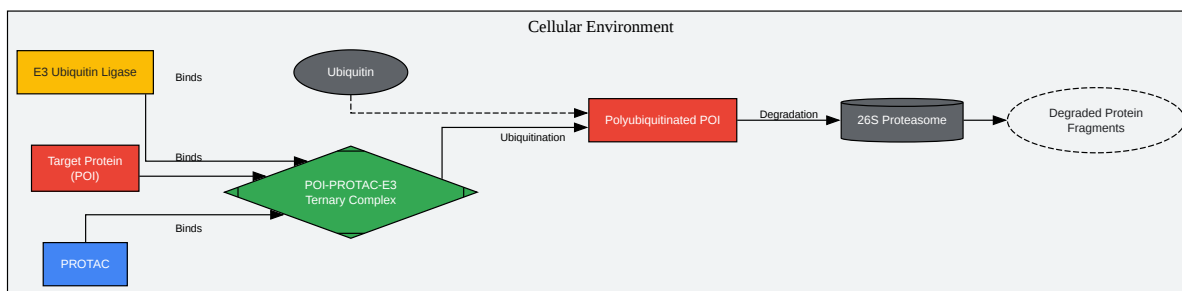 Cellular Environment
E3 Ubiquitin Ligase
Binds
Ubiquitin
Polyubiquitinated POI
Degradation
26S Proteasome
Degraded Protein
Fragments
Ubiquitination
Target Protein
(POI)
Binds
POI-PROTAC-E3
Ternary Complex
Binds
PROTAC